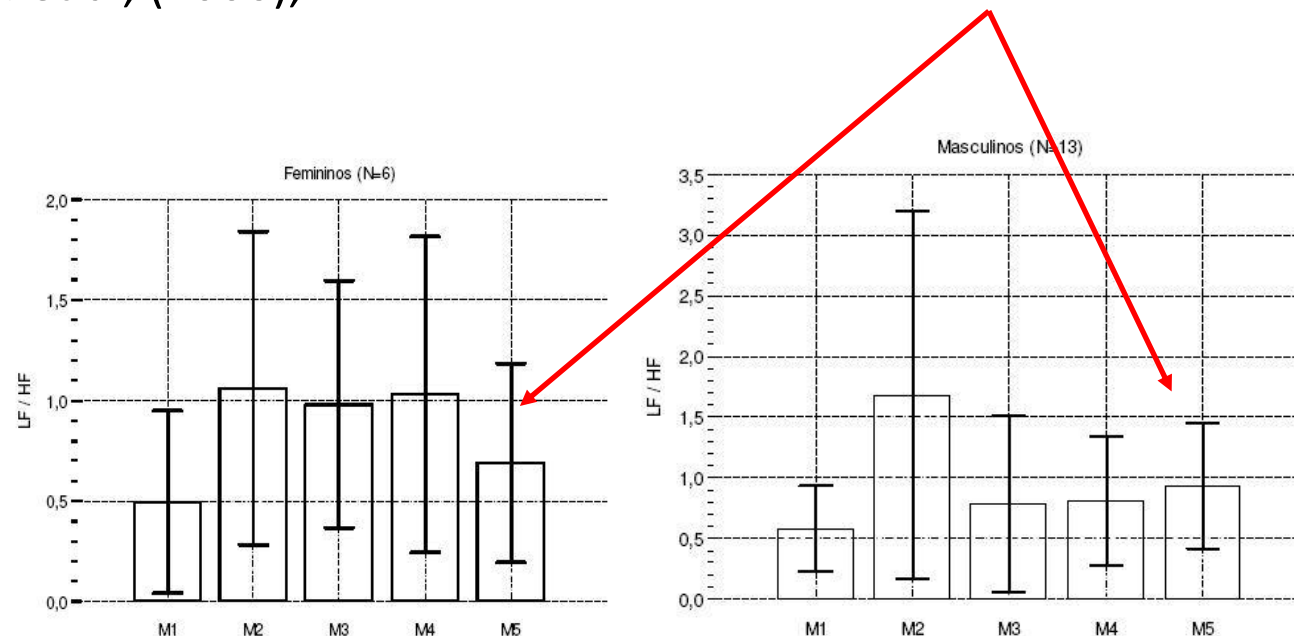 Femininos (N=6)
2,0
1,5
1,0
0,5
0,0
LF / HF
M1 M2 M3 M4 M5
Masculinos (N=13)
3,5
3,0
2,5
2,0
1,5
1,0
0,5
0,0
LF / HF
M1 M2 M3 M4 M5